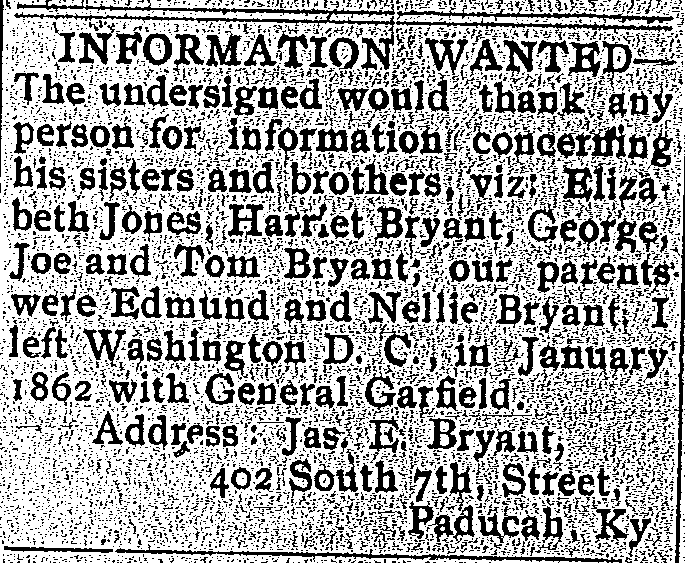 INFORMATION WANTED—
The undersigned would thank any
person for information concerning
his sisters and brothers, viz: Eliza-
beth Jones, Harriet Bryant, George,
Joe and Tom Bryant; our parents
were Edmund and Nellie Bryant. I
left Washington D. C., in January
1862 with General Garfield.
Address: Jas. E. Bryant,
402 South 7th, Street,
Paducah, Ky